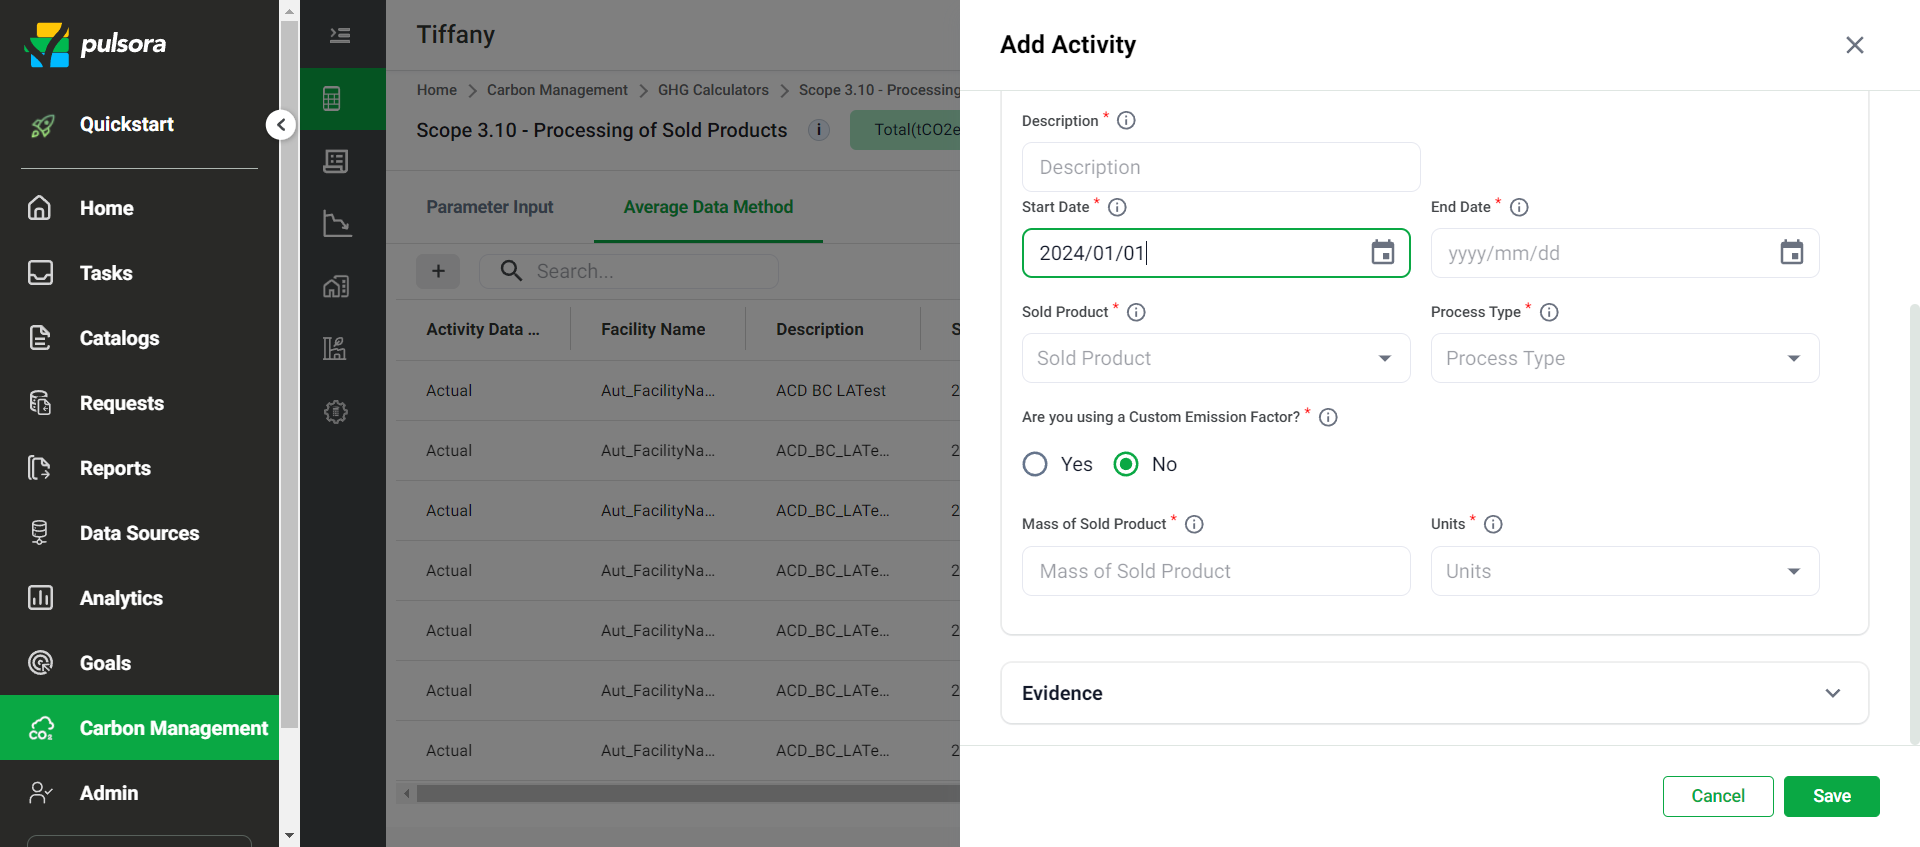 pulsora
Quickstart
Home
Tasks
Catalogs
Requests
Reports
Data Sources
Analytics
Goals
CO₂
Carbon Management
Admin
Tiffany
Home
Carbon Management
GHG Calculators
Scope 3.10 - Processing
Scope 3.10 - Processing of Sold Products
i
Total(tCO2e
Parameter Input
Average Data Method
+
Search...
Activity Data ... Facility Name Description S
Actual Aut_FacilityNa... ACD BC LATest 2
Actual Aut_FacilityNa... ACD_BC_LATe... 2
Actual Aut_FacilityNa... ACD_BC_LATe... 2
Actual Aut_FacilityNa... ACD_BC_LATe... 2
Actual Aut_FacilityNa... ACD_BC_LATe... 2
Actual Aut_FacilityNa... ACD_BC_LATe... 2
Actual Aut_FacilityNa... ACD_BC_LATe... 2
Add Activity
Description *
Description
Start Date * End Date *
2024/01/01 yyyy/mm/dd
Sold Product * Process Type *
Sold Product Process Type
Are you using a Custom Emission Factor? *
Yes No
Mass of Sold Product * Units *
Mass of Sold Product Units
Evidence
Cancel Save